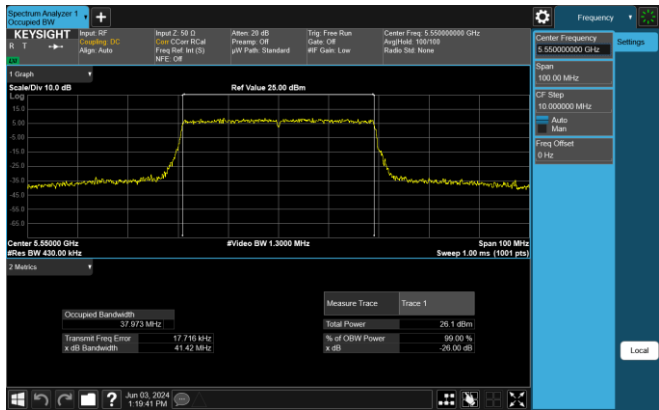 Spectrum Analyzer 1
Occupied BW
Frequency
KEYSIGHT
R T
Input: RF
Coupling: DC
Align: Auto
Input Z: 50 Ω
Corr CCorr RCal
Freq Ref: Int (S)
NFE: Off
Atten: 20 dB
Preamp: Off
µW Path: Standard
Trig: Free Run
Gate: Off
#IF Gain: Low
Center Freq: 5.550000000 GHz
Avg|Hold: 100/100
Radio Std: None
Center Frequency
5.550000000 GHz
Settings
Span
100.00 MHz
CF Step
10.000000 MHz
Auto
Man
Freq Offset
0 Hz
1 Graph
Scale/Div 10.0 dB
Ref Value 25.00 dBm
Log
15.0
5.00
-5.00
-15.0
-25.0
-35.0
-45.0
-55.0
-65.0
Center 5.55000 GHz
#Video BW 1.3000 MHz
Span 100 MHz
#Res BW 430.00 kHz
Sweep 1.00 ms (1001 pts)
2 Metrics
Measure Trace
Trace 1
Occupied Bandwidth
37.973 MHz
Total Power
26.1 dBm
Transmit Freq Error
17.716 kHz
% of OBW Power
99.00 %
x dB Bandwidth
41.42 MHz
x dB
-26.00 dB
Local
?
Jun 03, 2024
1:19:41 PM